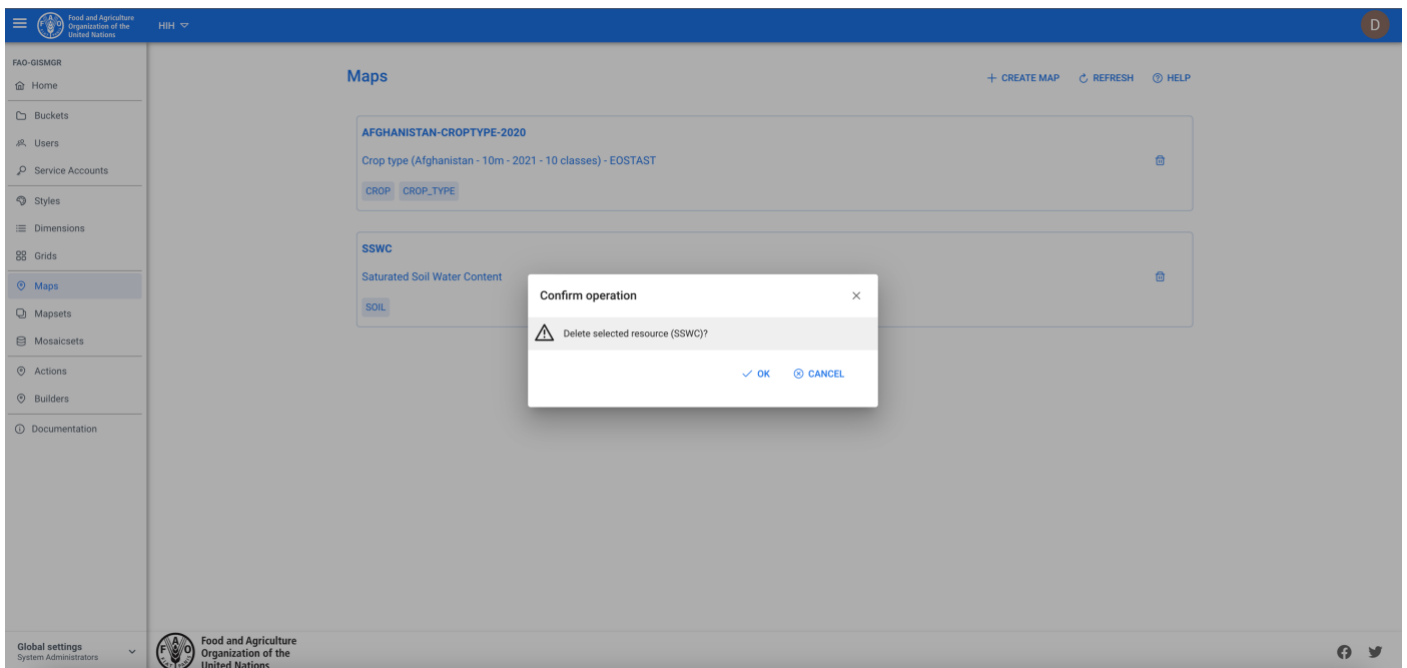 Food and Agriculture
Organization of the
United Nations
HIH
D
FAO-GISMGR
Home
Buckets
Users
Service Accounts
Styles
Dimensions
Grids
Maps
Mapsets
Mosaicsets
Actions
Builders
Documentation
Global settings
System Administrators
Maps
CREATE MAP
REFRESH
HELP
AFGHANISTAN-CROPTYPE-2020
Crop type (Afghanistan - 10m - 2021 - 10 classes) - EOSTAST
CROP
CROP_TYPE
SSWC
Saturated Soil Water Content
SOIL
Confirm operation
Delete selected resource (SSWC)?
OK
CANCEL
Food and Agriculture
Organization of the
United Nations